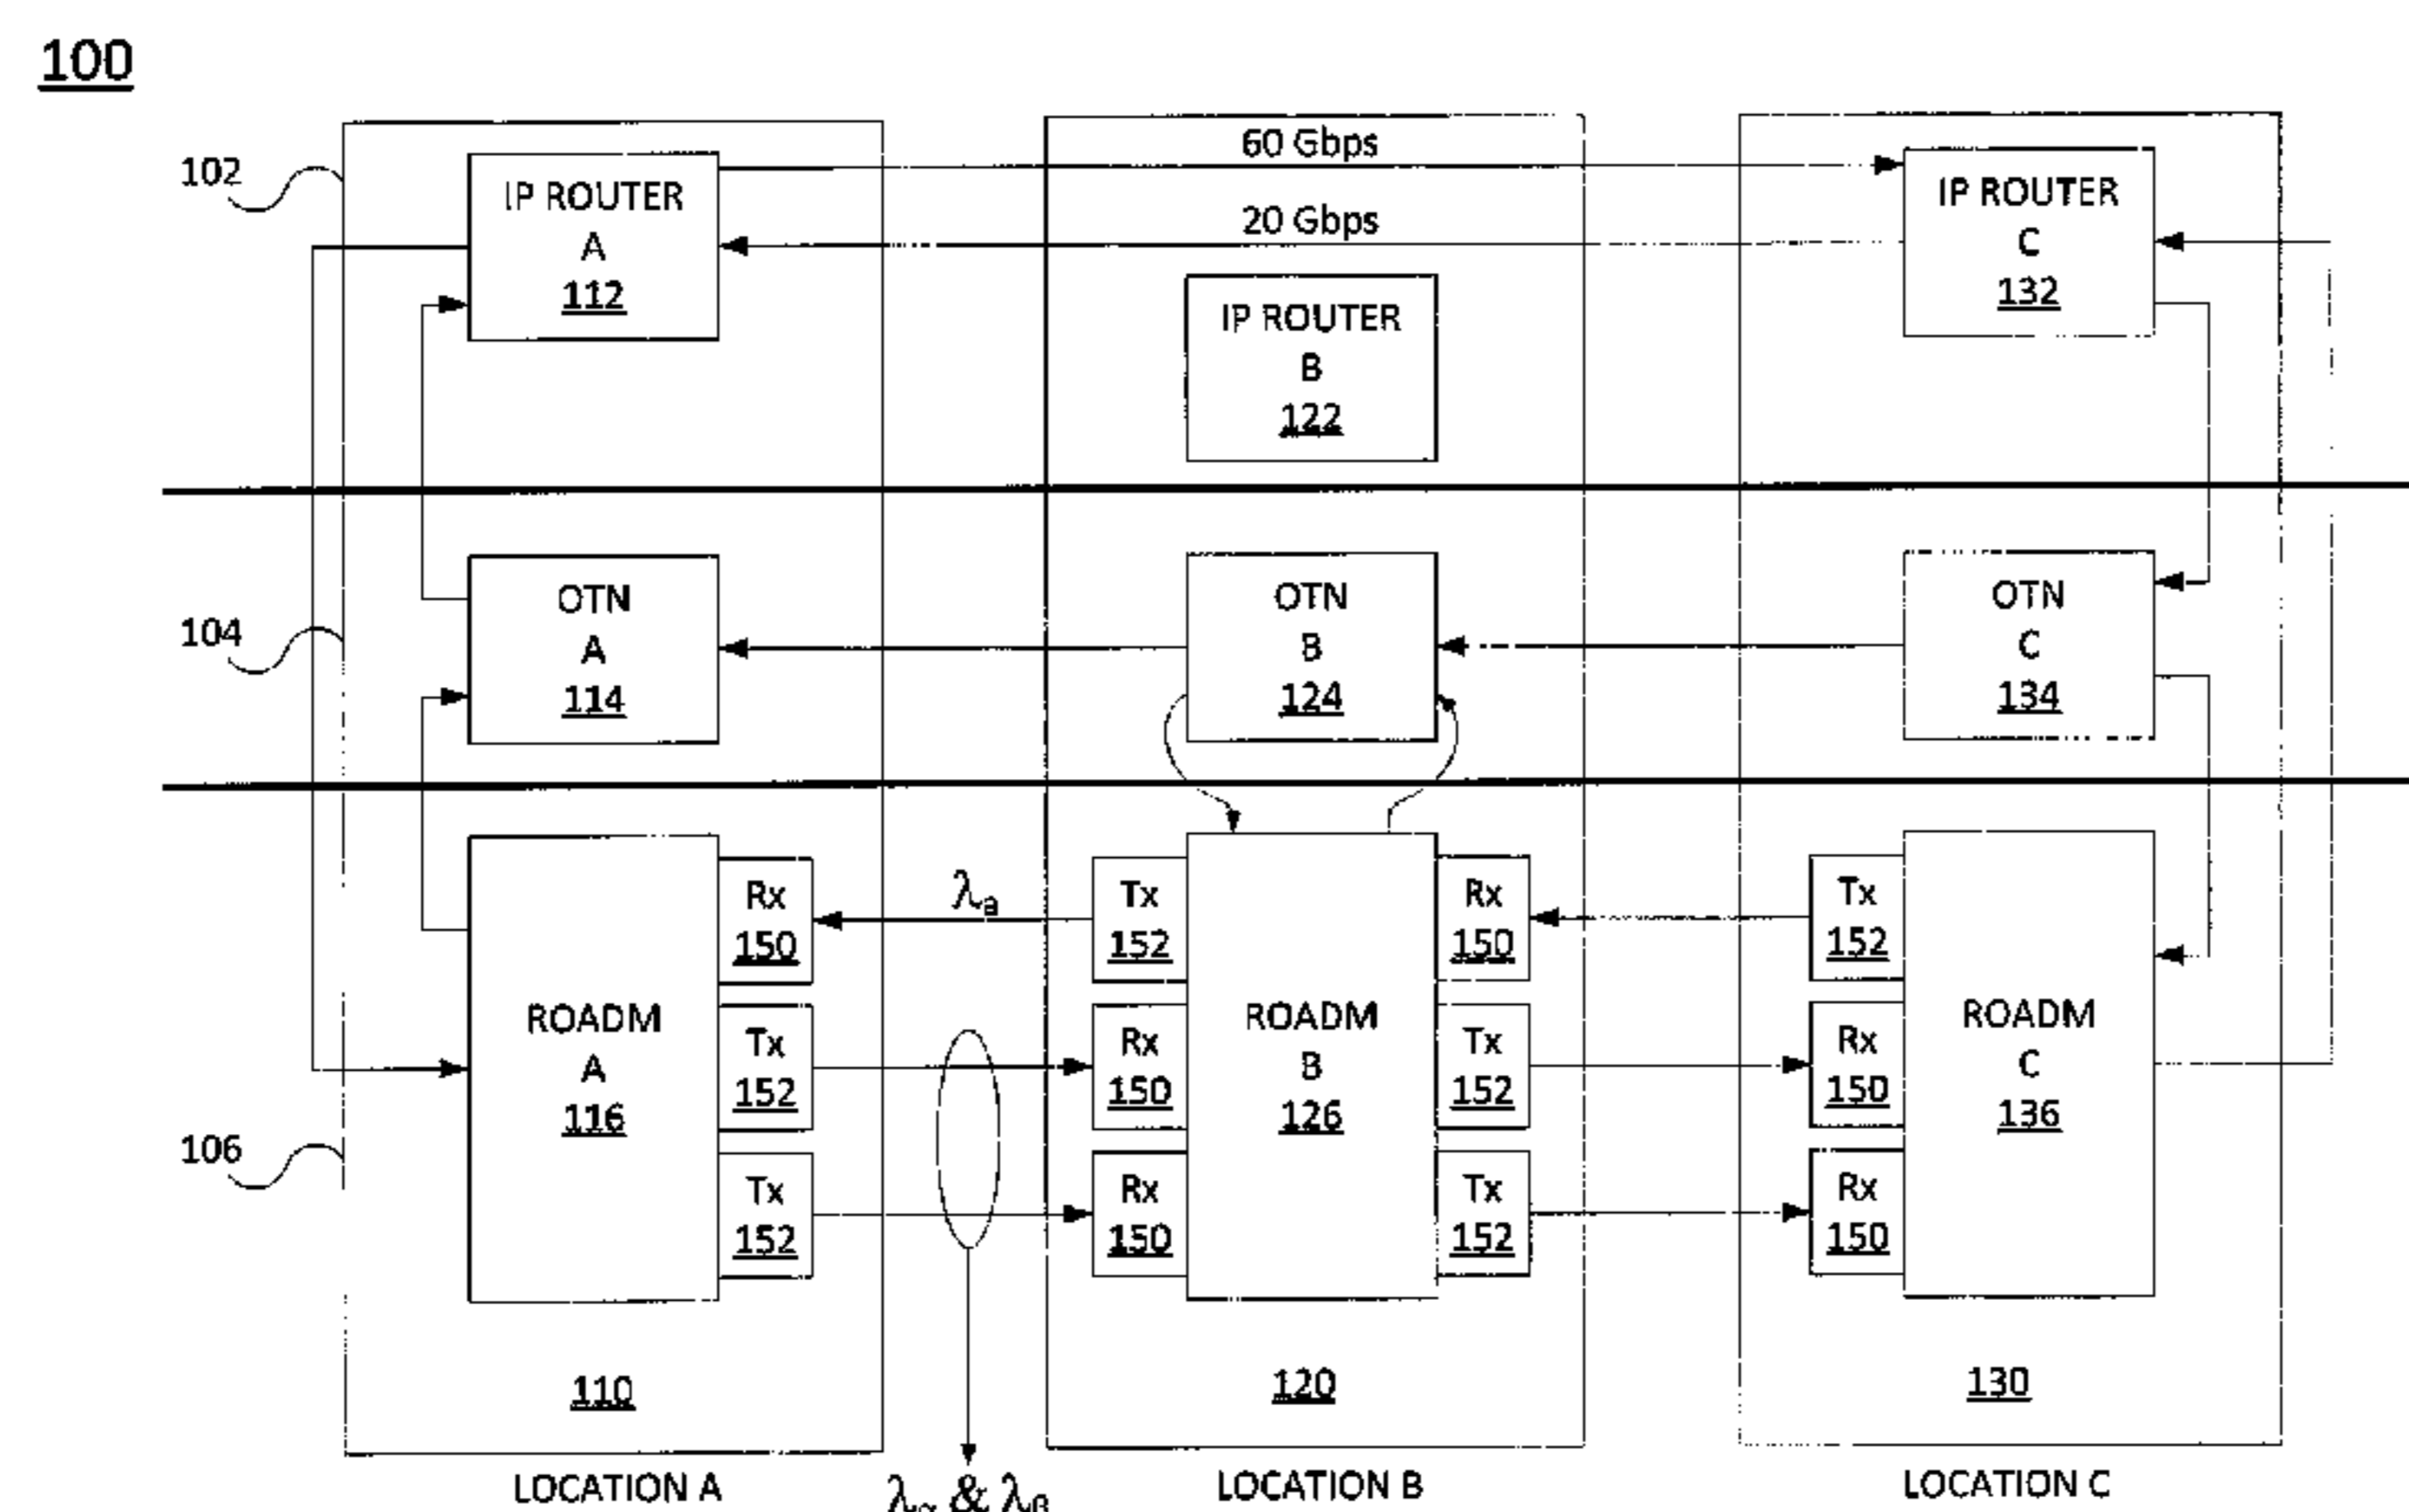 100
102
60 Gbps
20 Gbps
IP ROUTER
A
112
IP ROUTER
B
122
IP ROUTER
C
132
104
OTN
A
114
OTN
B
124
OTN
C
134
106
ROADM
A
116
Rx
150
Tx
152
Tx
152
λa
Tx
152
Rx
150
Rx
150
ROADM
B
126
Rx
150
Tx
152
Tx
152
Tx
152
Rx
150
Rx
150
ROADM
C
136
110
120
130
LOCATION A
LOCATION B
LOCATION C